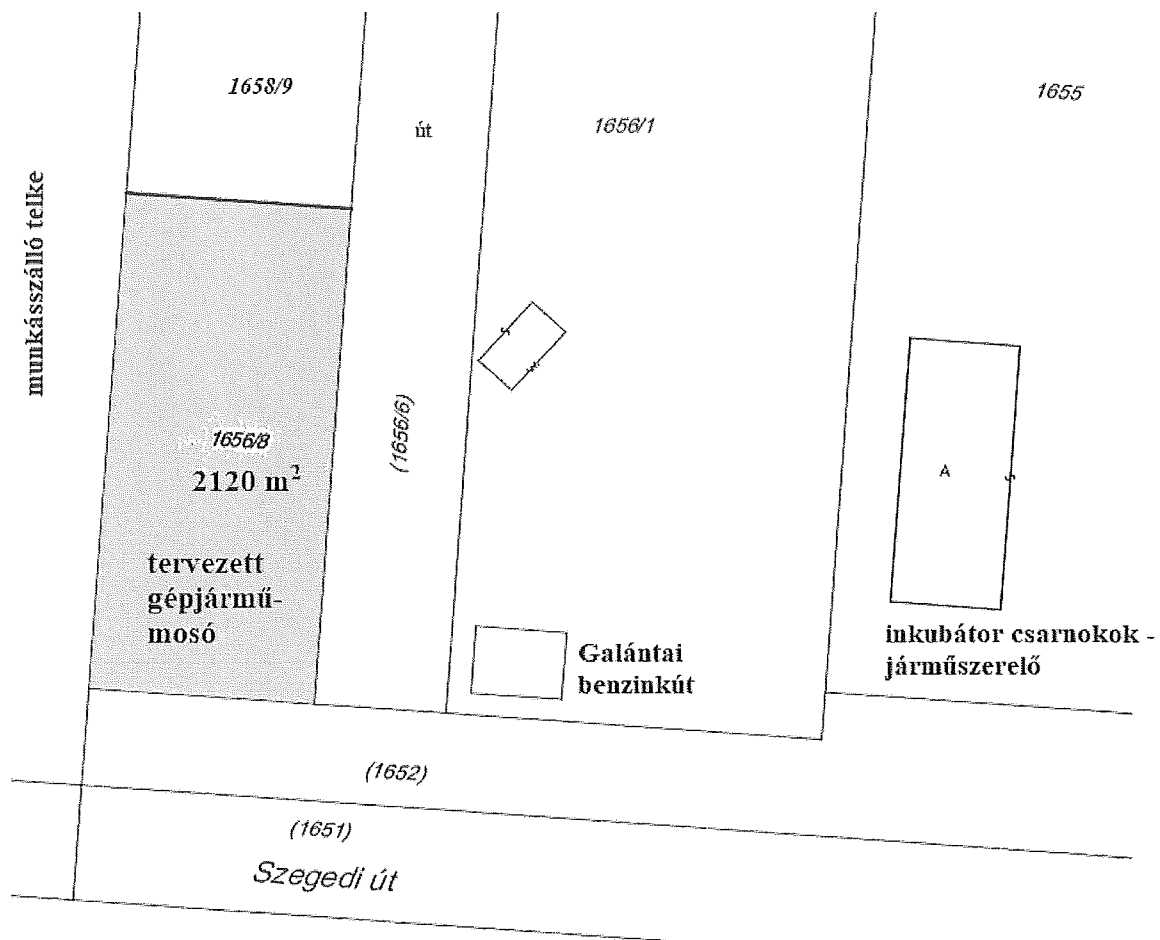 1658/9
út
1656/1
1655
munkásszálló telke
1656/8
2120 m²
(1656/6)
A
tervezett
gépjármű-
mosó
Galántai
benzinkút
inkubátor csarnokok -
járműszerelő
(1652)
(1651)
Szegedi út